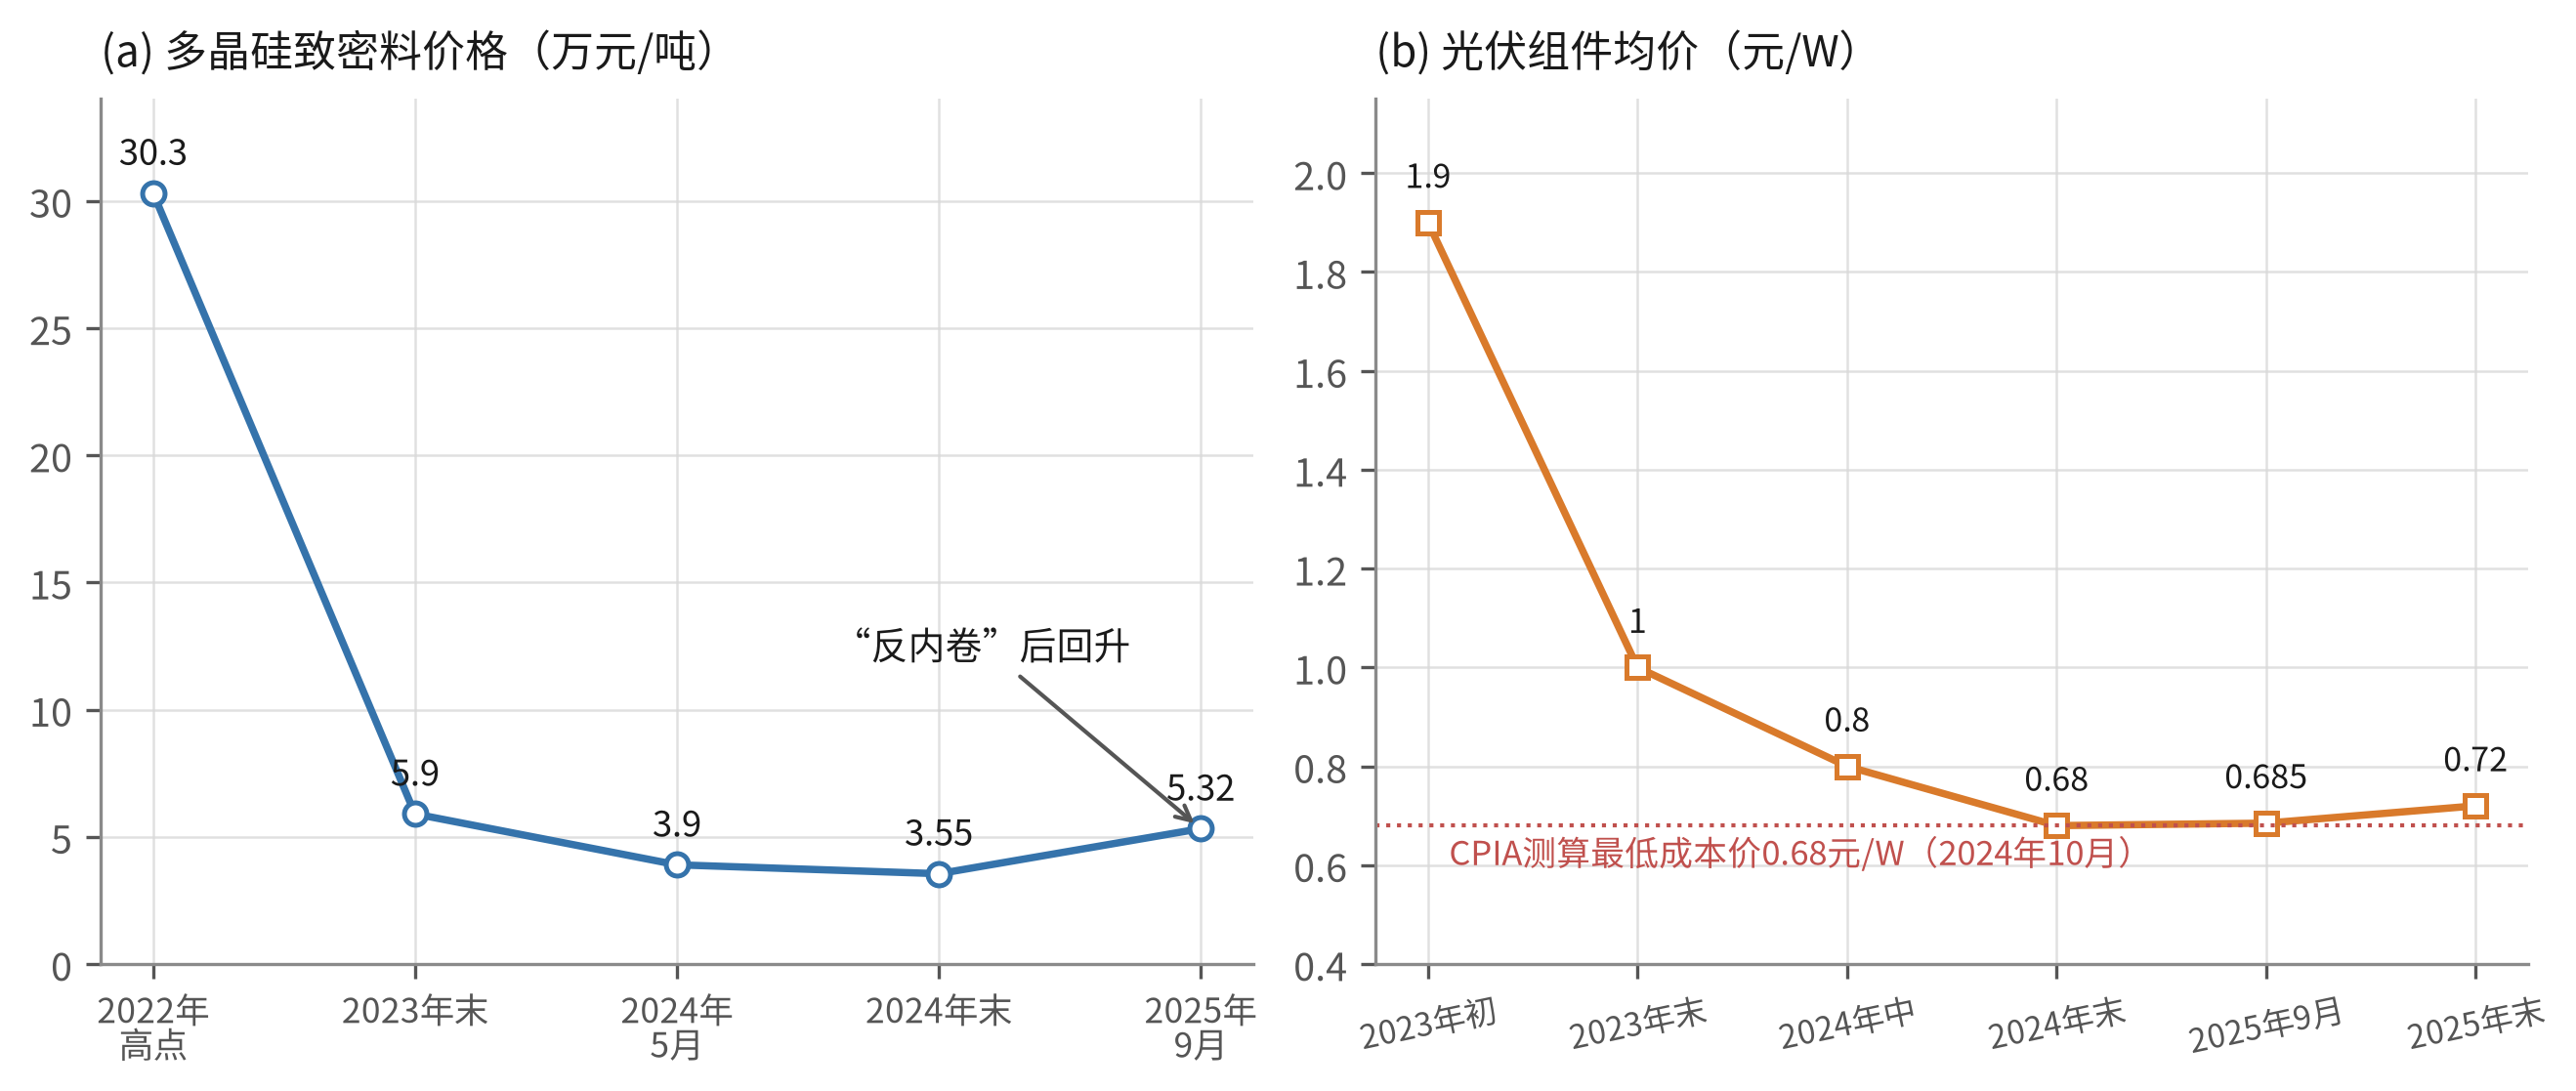 (a) 多晶硅致密料价格（万元/吨）
30
25
20
15
10
5
0
30.3
5.9
3.9
3.55
5.32
“反内卷”后回升
2022年
高点
2023年末
2024年
5月
2024年末
2025年
9月
(b) 光伏组件均价（元/W）
2.0
1.8
1.6
1.4
1.2
1.0
0.8
0.6
0.4
1.9
1
0.8
0.68
0.685
0.72
CPIA测算最低成本价0.68元/W（2024年10月）
2023年初
2023年末
2024年中
2024年末
2025年9月
2025年末